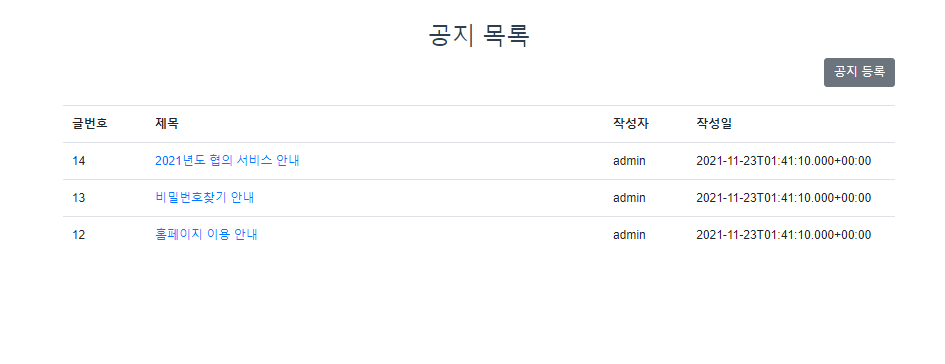 공지 목록
공지 등록
글번호 제목 작성자 작성일
14 2021년도 협의 서비스 안내 admin 2021-11-23T01:41:10.000+00:00
13 비밀번호찾기 안내 admin 2021-11-23T01:41:10.000+00:00
12 홈페이지 이용 안내 admin 2021-11-23T01:41:10.000+00:00